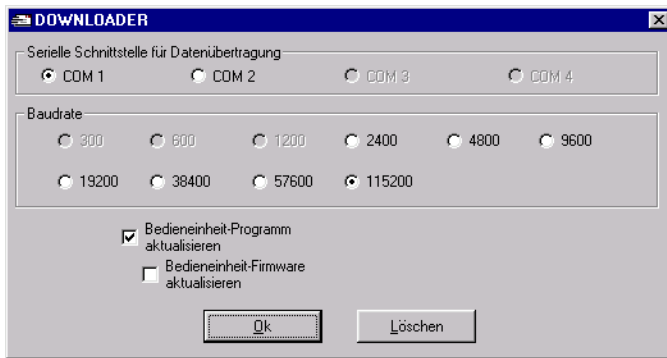 DOWNLOADER
Serielle Schnittstelle für Datenübertragung
COM 1 COM 2 COM 3 COM 4
Baudrate
300 600 1200 2400 4800 9600
19200 38400 57600 115200
Bedieneinheit-Programm
aktualisieren
Bedieneinheit-Firmware
aktualisieren
Ok Löschen